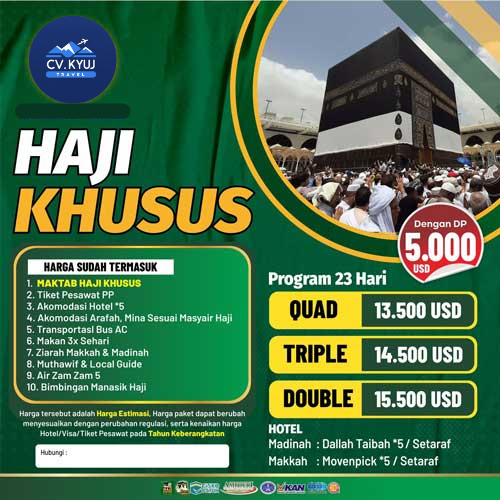 CV.KYUJ
TRAVEL
HAJI
KHUSUS
HARGA SUDAH TERMASUK
1. MAKTAB HAJI KHUSUS
2. Tiket Pesawat PP
3. Akomodasi Hotel *5
4. Akomodasi Arafah, Mina Sesuai Masyair Haji
5. TransportasI Bus AC
6. Makan 3x Sehari
7. Ziarah Makkah & Madinah
8. Muthawif & Local Guide
9. Air Zam Zam 5
10. Bimbingan Manasik Haji
Harga tersebut adalah Harga Estimasi, Harga paket dapat berubah
menyesuaikan dengan perubahan regulasi, serta kenaikan harga
Hotel/Visa/Tiket Pesawat pada Tahun Keberangkatan
Hubungi :
Dengan DP
5.000
USD
Program 23 Hari
QUAD 13.500 USD
TRIPLE 14.500 USD
DOUBLE 15.500 USD
HOTEL
Madinah : Dallah Taibah *5 / Setaraf
Makkah : Movenpick *5 / Setaraf
KAN